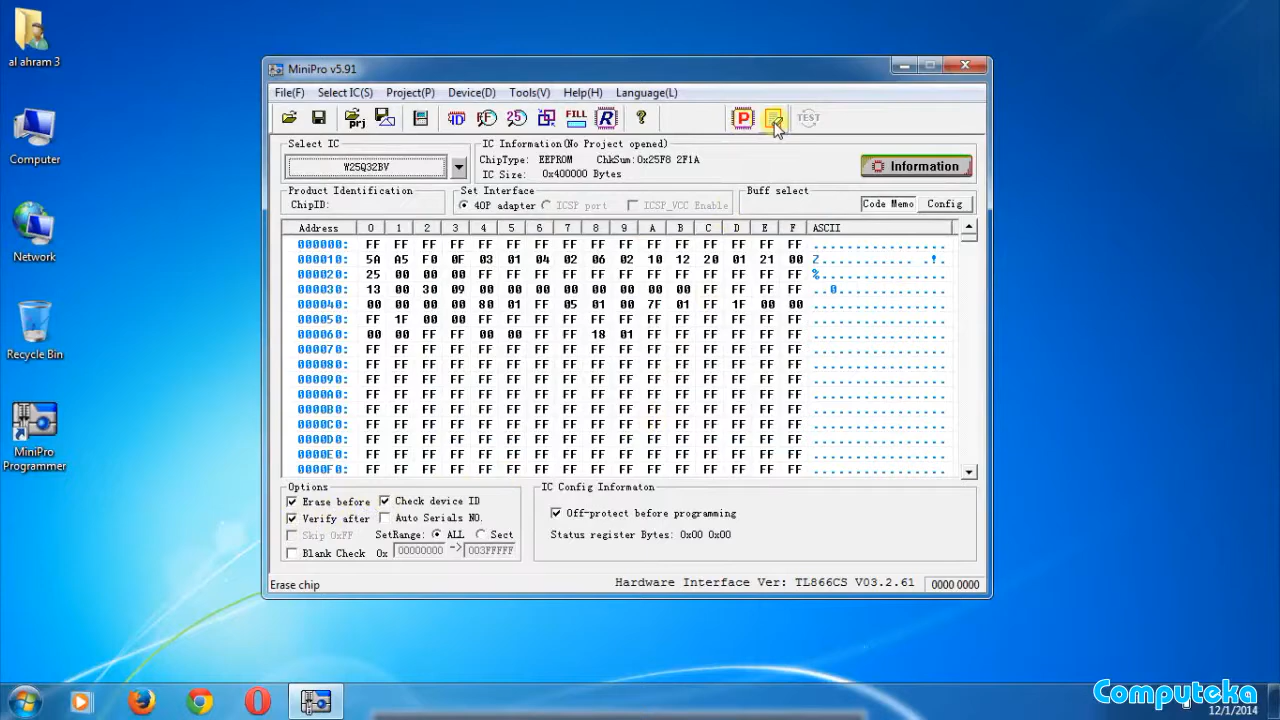 al ahram 3
Computer
Network
Recycle Bin
MiniPro
Programmer
MiniPro v5.91
File(F) Select IC(S) Project(P) Device(D) Tools(V) Help(H) Language(L)
prj ID 25 FILL R ? P TEST
Select IC
W25Q32BV
IC Information(No Project opened)
ChipType: EEPROM ChkSum:0x25F8 2F1A
IC Size: 0x400000 Bytes
Information
Product Identification
ChipID:
Set Interface
40P adapter ICSP port ICSP_VCC Enable
Buff select
Code Memo Config
Address 0 1 2 3 4 5 6 7 8 9 A B C D E F ASCII
000000: FF FF FF FF FF FF FF FF FF FF FF FF FF FF FF FF ................
000010: 5A A5 F0 0F 03 01 04 02 06 02 10 12 20 01 21 00 Z............ .!.
000020: 25 00 00 00 FF FF FF FF FF FF FF FF FF FF FF FF %...............
000030: 13 00 30 09 00 00 00 00 00 00 00 00 FF FF FF FF ..0.............
000040: 00 00 00 00 80 01 FF 05 01 00 7F 01 FF 1F 00 00 ................
000050: FF 1F 00 00 FF FF FF FF FF FF FF FF FF FF FF FF ................
000060: 00 00 FF FF 00 00 FF FF 18 01 FF FF FF FF FF FF ................
000070: FF FF FF FF FF FF FF FF FF FF FF FF FF FF FF FF ................
000080: FF FF FF FF FF FF FF FF FF FF FF FF FF FF FF FF ................
000090: FF FF FF FF FF FF FF FF FF FF FF FF FF FF FF FF ................
0000A0: FF FF FF FF FF FF FF FF FF FF FF FF FF FF FF FF ................
0000B0: FF FF FF FF FF FF FF FF FF FF FF FF FF FF FF FF ................
0000C0: FF FF FF FF FF FF FF FF FF FF FF FF FF FF FF FF ................
0000D0: FF FF FF FF FF FF FF FF FF FF FF FF FF FF FF FF ................
0000E0: FF FF FF FF FF FF FF FF FF FF FF FF FF FF FF FF ................
0000F0: FF FF FF FF FF FF FF FF FF FF FF FF FF FF FF FF ................
Options
Erase before Check device ID
Verify after Auto Serials NO.
Skip 0xFF SetRange: ALL Sect
Blank Check 0x 00000000 -> 003FFFFF
IC Config Informaton
Off-protect before programming
Status register Bytes: 0x00 0x00
Erase chip
Hardware Interface Ver: TL866CS V03.2.61
0000 0000
Computeka
12/1/2014